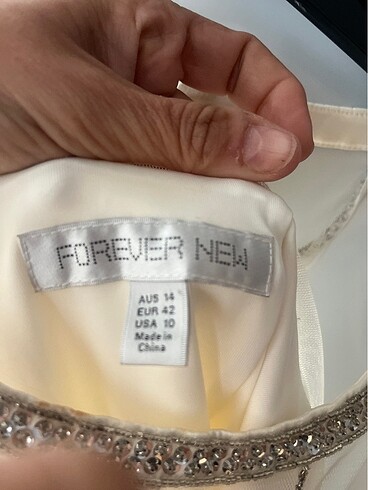 FOREVER NEW
AUS 14
EUR 42
USA 10
Made in
China